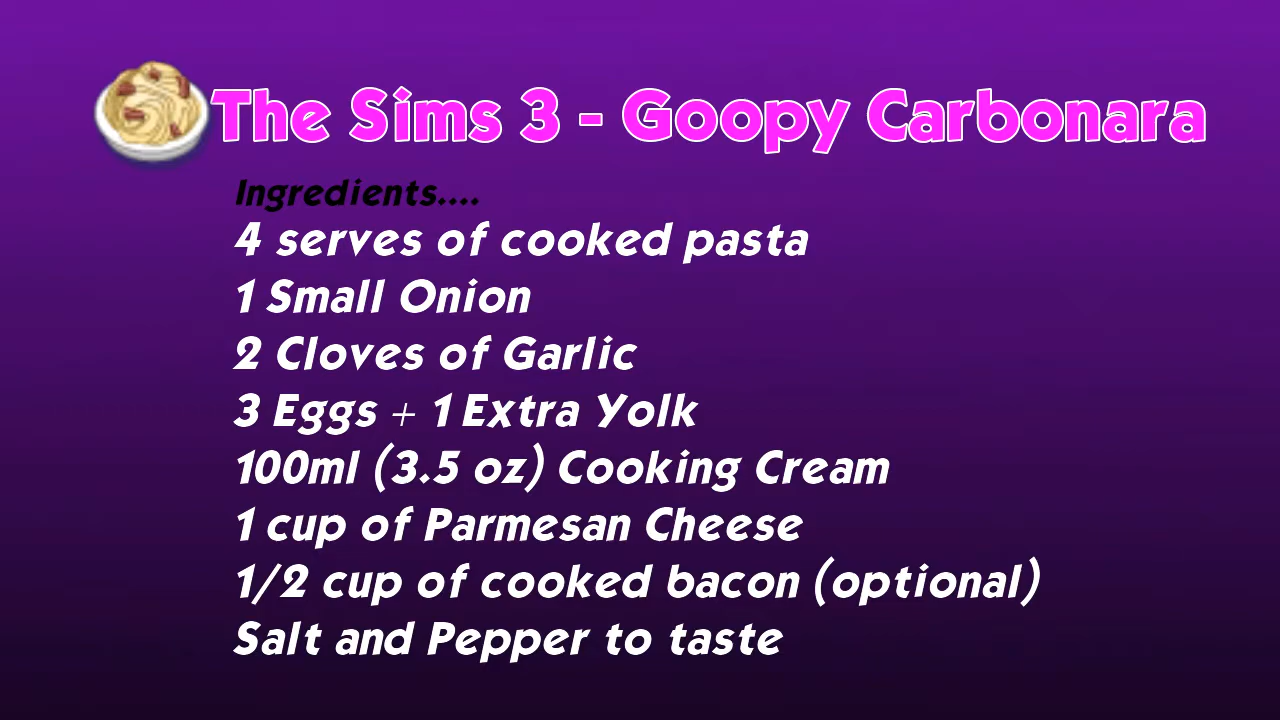 The Sims 3 - Goopy Carbonara
Ingredients....
4 serves of cooked pasta
1 Small Onion
2 Cloves of Garlic
3 Eggs + 1 Extra Yolk
100ml (3.5 oz) Cooking Cream
1 cup of Parmesan Cheese
1/2 cup of cooked bacon (optional)
Salt and Pepper to taste